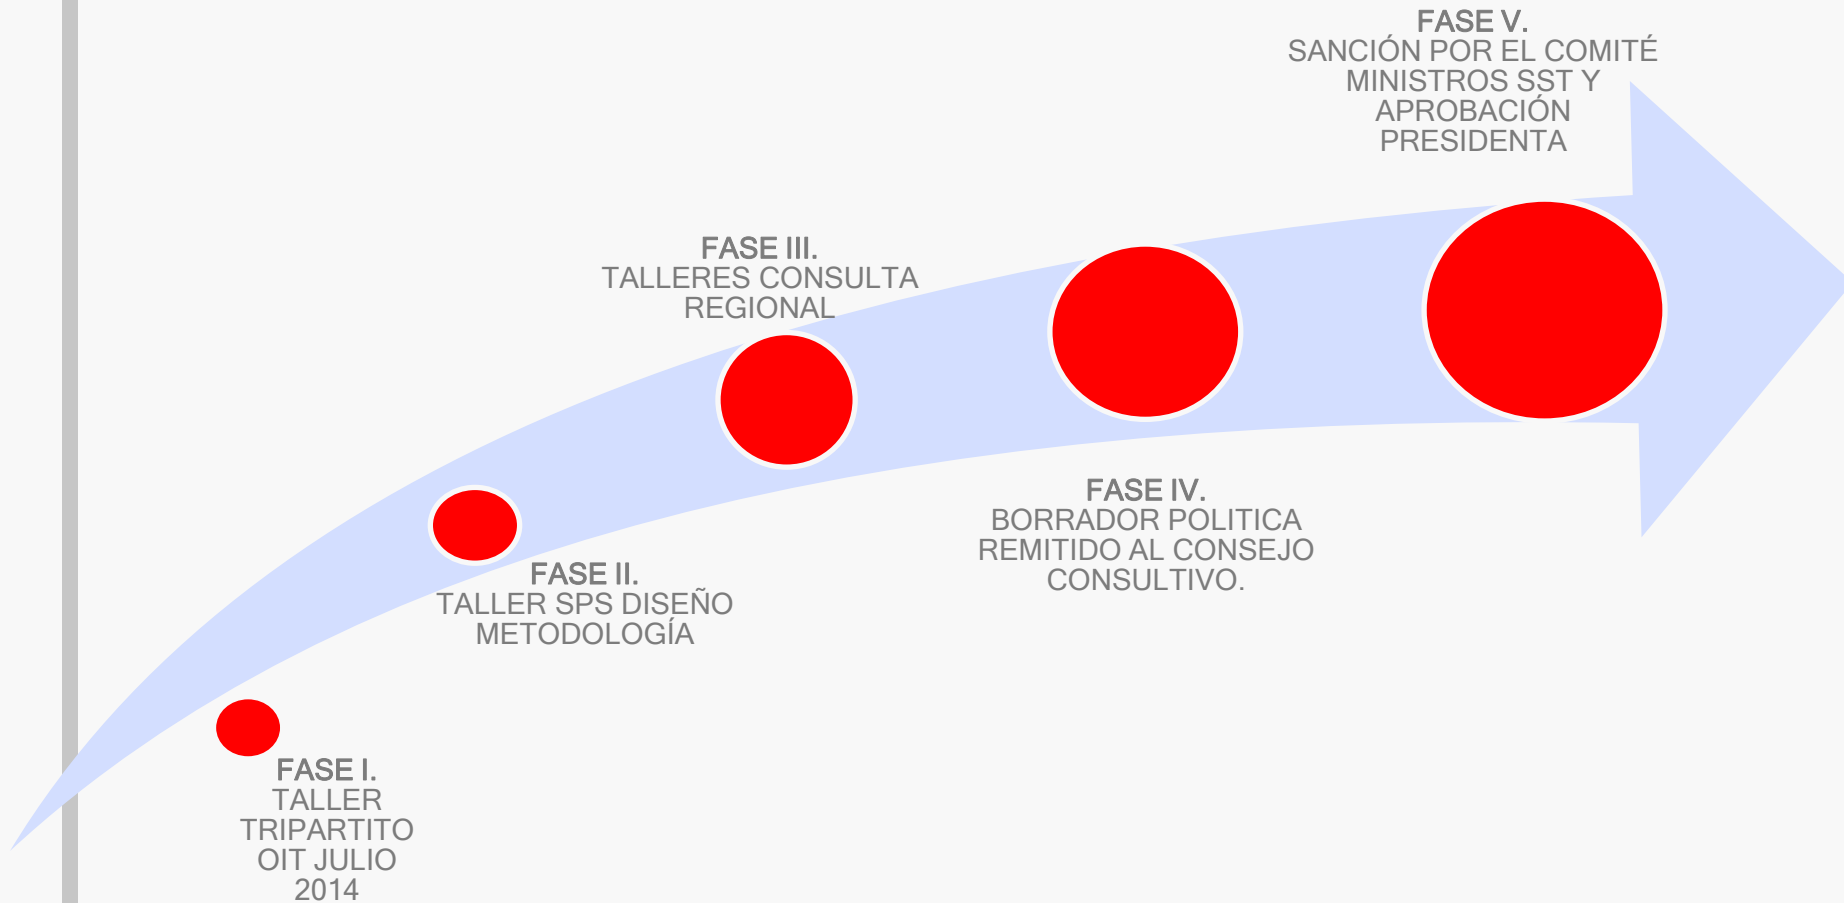 FASE I.
TALLER
TRIPARTITO
OIT JULIO
2014
FASE II.
TALLER SPS DISEÑO
METODOLOGÍA
FASE III.
TALLERES CONSULTA
REGIONAL
FASE IV.
BORRADOR POLITICA
REMITIDO AL CONSEJO
CONSULTIVO.
FASE V.
SANCIÓN POR EL COMITÉ
MINISTROS SST Y
APROBACIÓN
PRESIDENTA